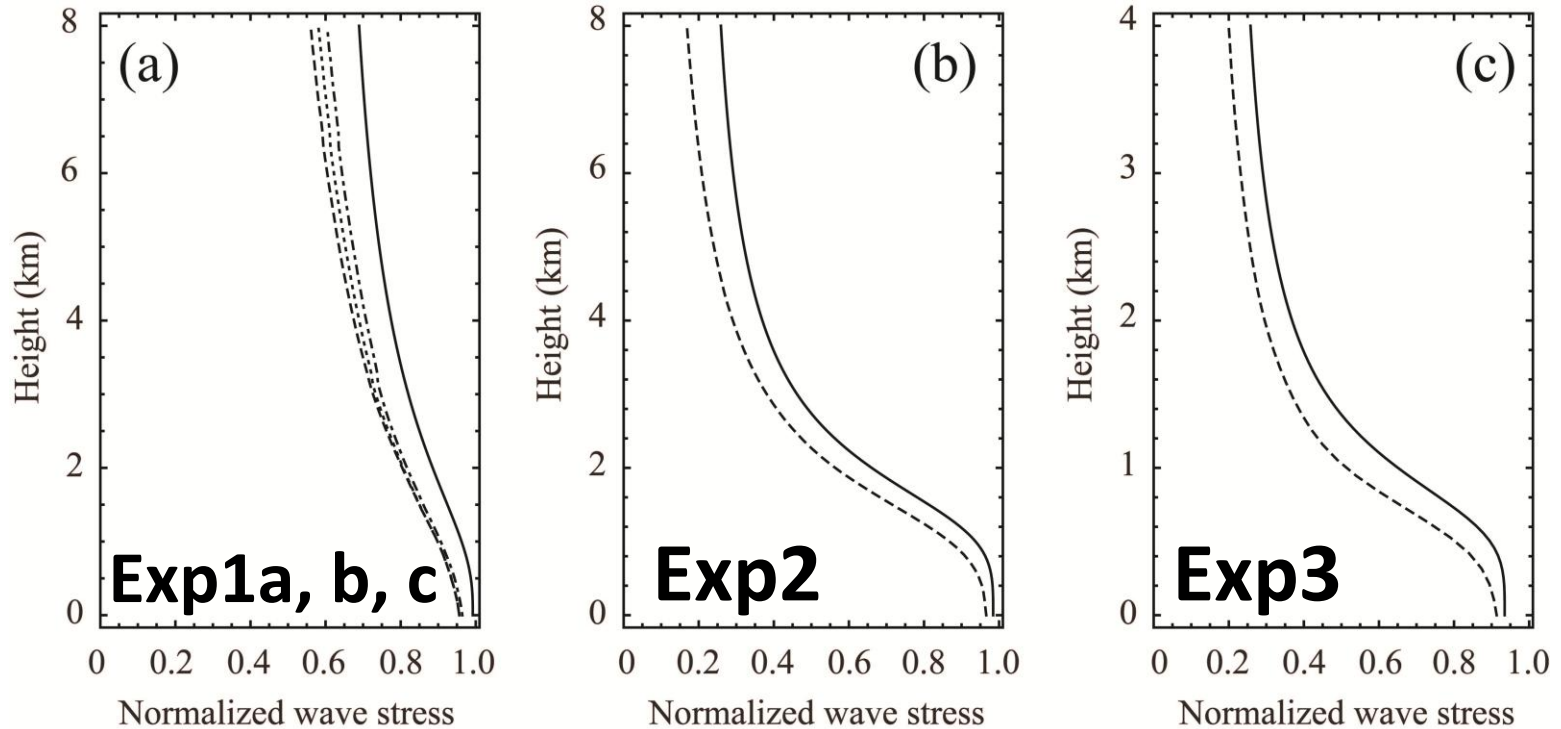 (a)
8
6
4
2
0
Height (km)
Exp1a, b, c
0 0.2 0.4 0.6 0.8 1.0
Normalized wave stress
(b)
8
6
4
2
0
Height (km)
Exp2
0 0.2 0.4 0.6 0.8 1.0
Normalized wave stress
(c)
4
3
2
1
0
Height (km)
Exp3
0 0.2 0.4 0.6 0.8 1.0
Normalized wave stress